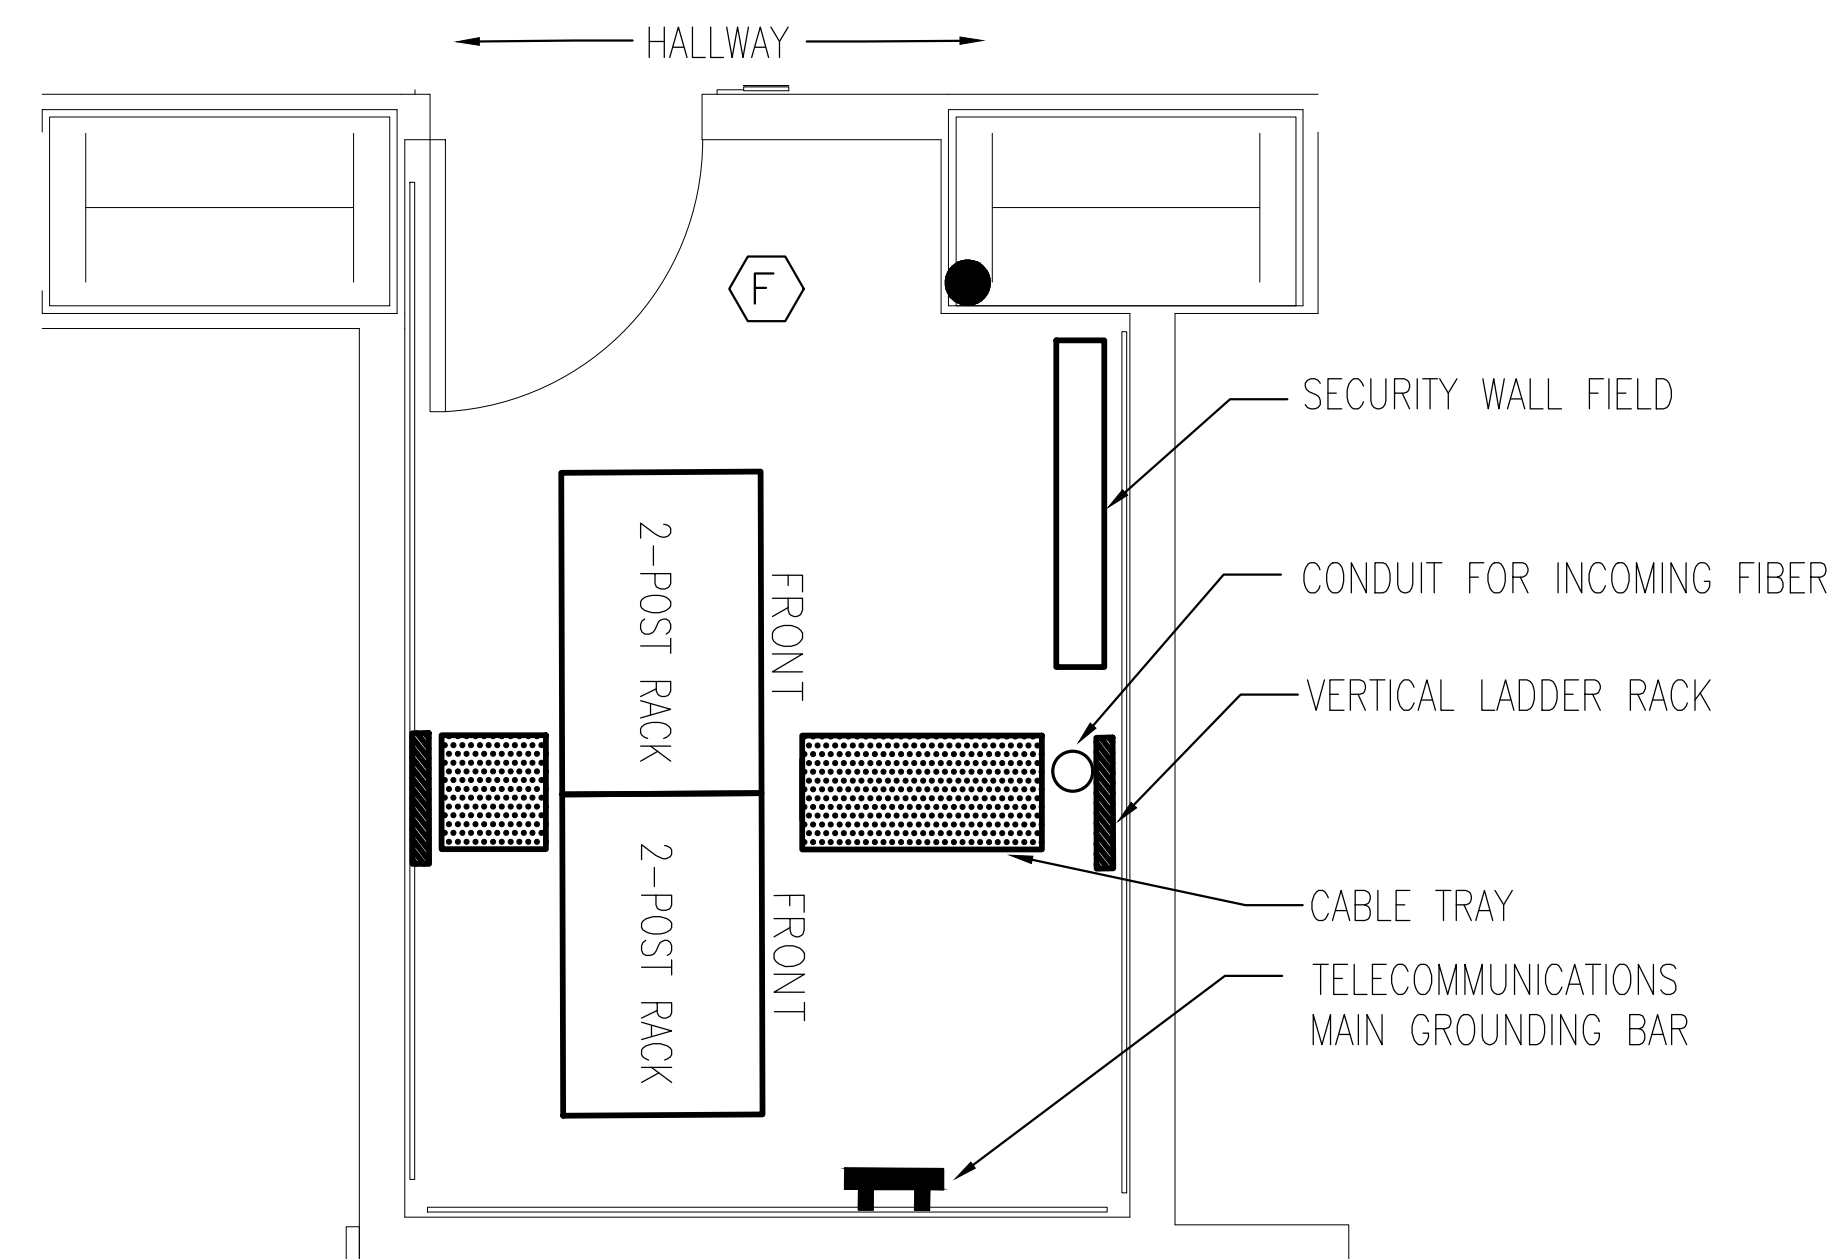 HALLWAY
F
SECURITY WALL FIELD
2-POST RACK
FRONT
CONDUIT FOR INCOMING FIBER
VERTICAL LADDER RACK
2-POST RACK
FRONT
CABLE TRAY
TELECOMMUNICATIONS
MAIN GROUNDING BAR